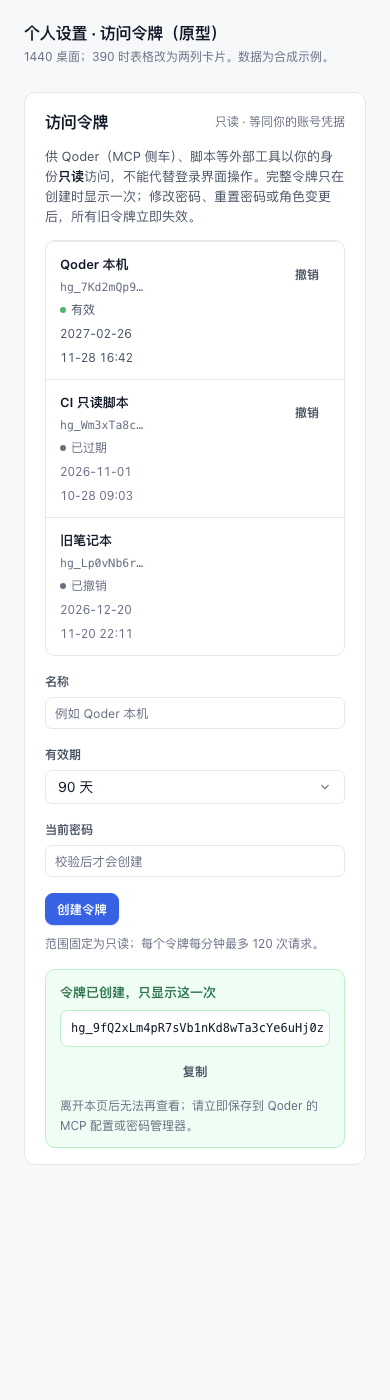 个人设置 · 访问令牌（原型）
1440 桌面；390 时表格改为两列卡片。数据为合成示例。
访问令牌
只读 · 等同你的账号凭据
供 Qoder（MCP 侧车）、脚本等外部工具以你的身
份只读访问，不能代替登录界面操作。完整令牌只在
创建时显示一次；修改密码、重置密码或角色变更
后，所有旧令牌立即失效。
Qoder 本机
撤销
hg_7Kd2mQp9…
有效
2027-02-26
11-28 16:42
CI 只读脚本
撤销
hg_Wm3xTa8c…
已过期
2026-11-01
10-28 09:03
旧笔记本
hg_Lp0vNb6r…
已撤销
2026-12-20
11-20 22:11
名称
例如 Qoder 本机
有效期
90 天
当前密码
校验后才会创建
创建令牌
范围固定为只读；每个令牌每分钟最多 120 次请求。
令牌已创建，只显示这一次
hg_9fQ2xLm4pR7sVb1nKd8wTa3cYe6uHj0z
复制
离开本页后无法再查看；请立即保存到 Qoder 的
MCP 配置或密码管理器。